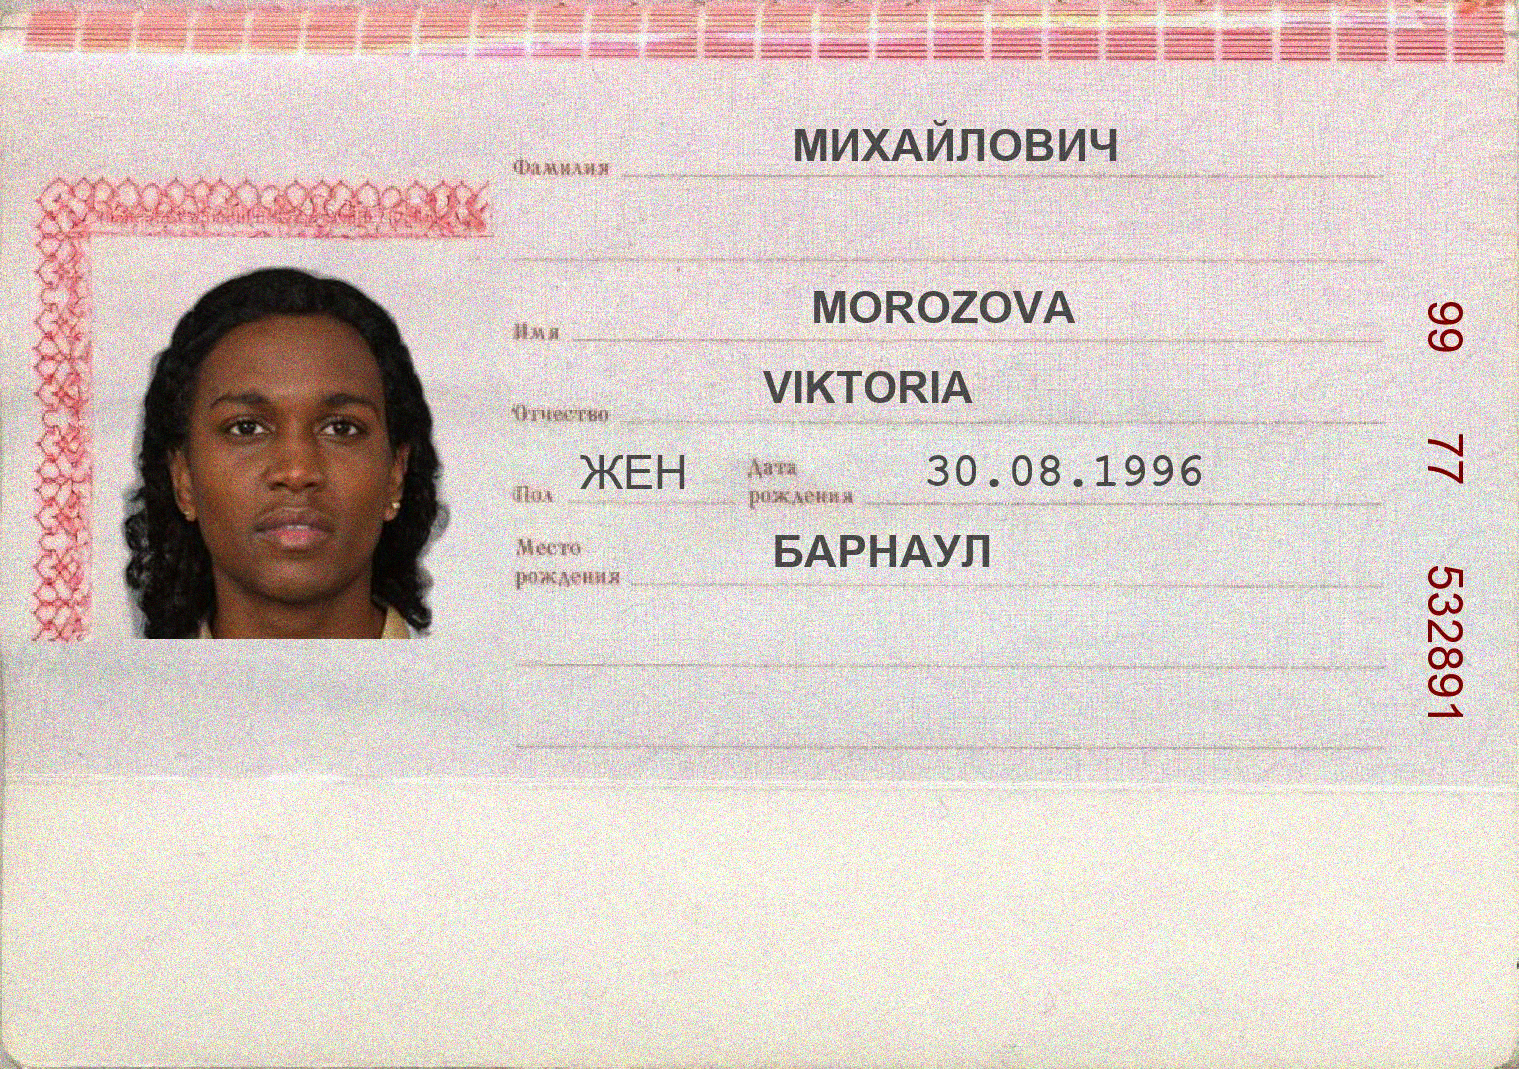 Фамилия МИХАЙЛОВИЧ
Имя MOROZOVA
Отчество VIKTORIA
Пол ЖЕН Дата рождения 30.08.1996
Место рождения БАРНАУЛ
99 77 532891